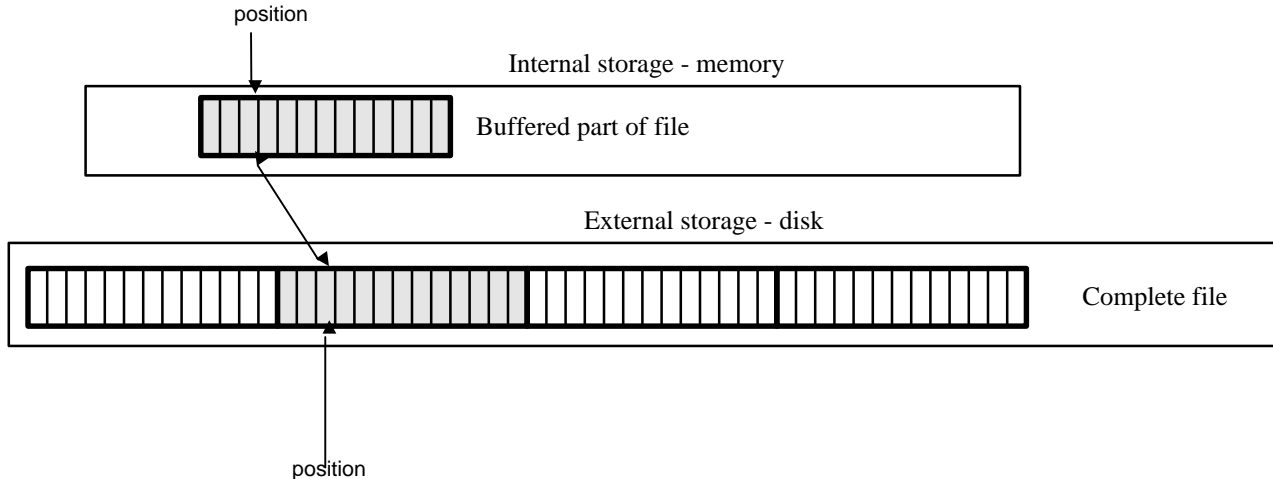 position
Internal storage - memory
Buffered part of file
External storage - disk
Complete file
position